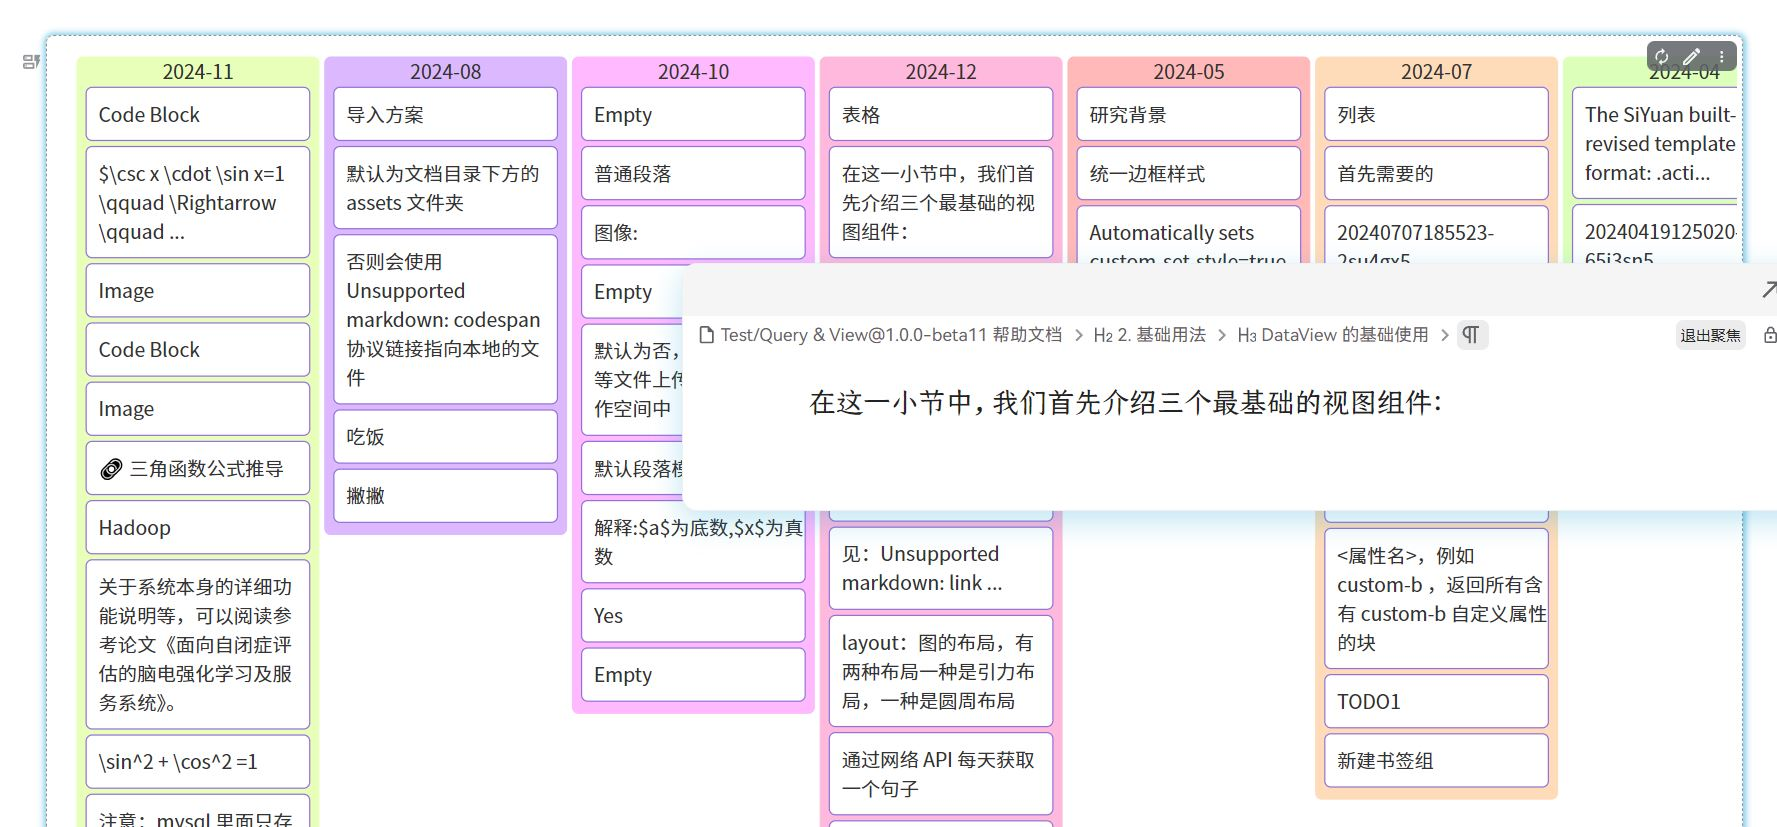 2024-11
Code Block
$\csc x \cdot \sin x=1
\qquad \Rightarrow
\qquad ...
Image
Code Block
Image
三角函数公式推导
Hadoop
关于系统本身的详细功
能说明等，可以阅读参
考论文《面向自闭症评
估的脑电强化学习及服
务系统》。
\sin^2 + \cos^2 =1
注意：mysql 里面只存
2024-08
导入方案
默认为文档目录下方的
assets 文件夹
否则会使用
Unsupported
markdown: codespan
协议链接指向本地的文
件
吃饭
撇撇
2024-10
Empty
普通段落
图像:
Empty
默认为否，
等文件上传
作空间中
默认段落模
解释:$a$为底数,$x$为真
数
Yes
Empty
2024-12
表格
在这一小节中，我们首
先介绍三个最基础的视
图组件：
见：Unsupported
markdown: link ...
layout：图的布局，有
两种布局一种是引力布
局，一种是圆周布局
通过网络 API 每天获取
一个句子
2024-05
研究背景
统一边框样式
Automatically sets
custom-set-style=true
2024-07
列表
首先需要的
20240707185523-
2su4gx5
<属性名>，例如
custom-b ，返回所有含
有 custom-b 自定义属性
的块
TODO1
新建书签组
2024-04
The SiYuan built-
revised template
format: .acti...
20240419125020-
65j3sn5
Test/Query & View@1.0.0-beta11 帮助文档 > H2 2. 基础用法 > H3 DataView 的基础使用 >
退出聚焦
在这一小节中，我们首先介绍三个最基础的视图组件：